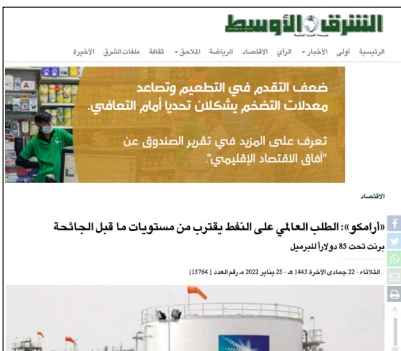 الشرق الأوسط
الرئيسية أولى الأخبار الرأي الاقتصاد الرياضة الملاحق ثقافة ملفات الشرق الأخيرة
ضعف التقدم في التطعيم وتصاعد
معدلات التضخم يشكلان تحديا أمام التعافي.
تعرف على المزيد في تقرير الصندوق عن
"آفاق الاقتصاد الإقليمي".
الاقتصاد
«أرامكو»: الطلب العالمي على النفط يقترب من مستويات ما قبل الجائحة
برنت تحت 85 دولاراً للبرميل
الثلاثاء - 22 جمادى الآخرة 1443 هـ - 25 يناير 2022 مـ رقم العدد [15764]